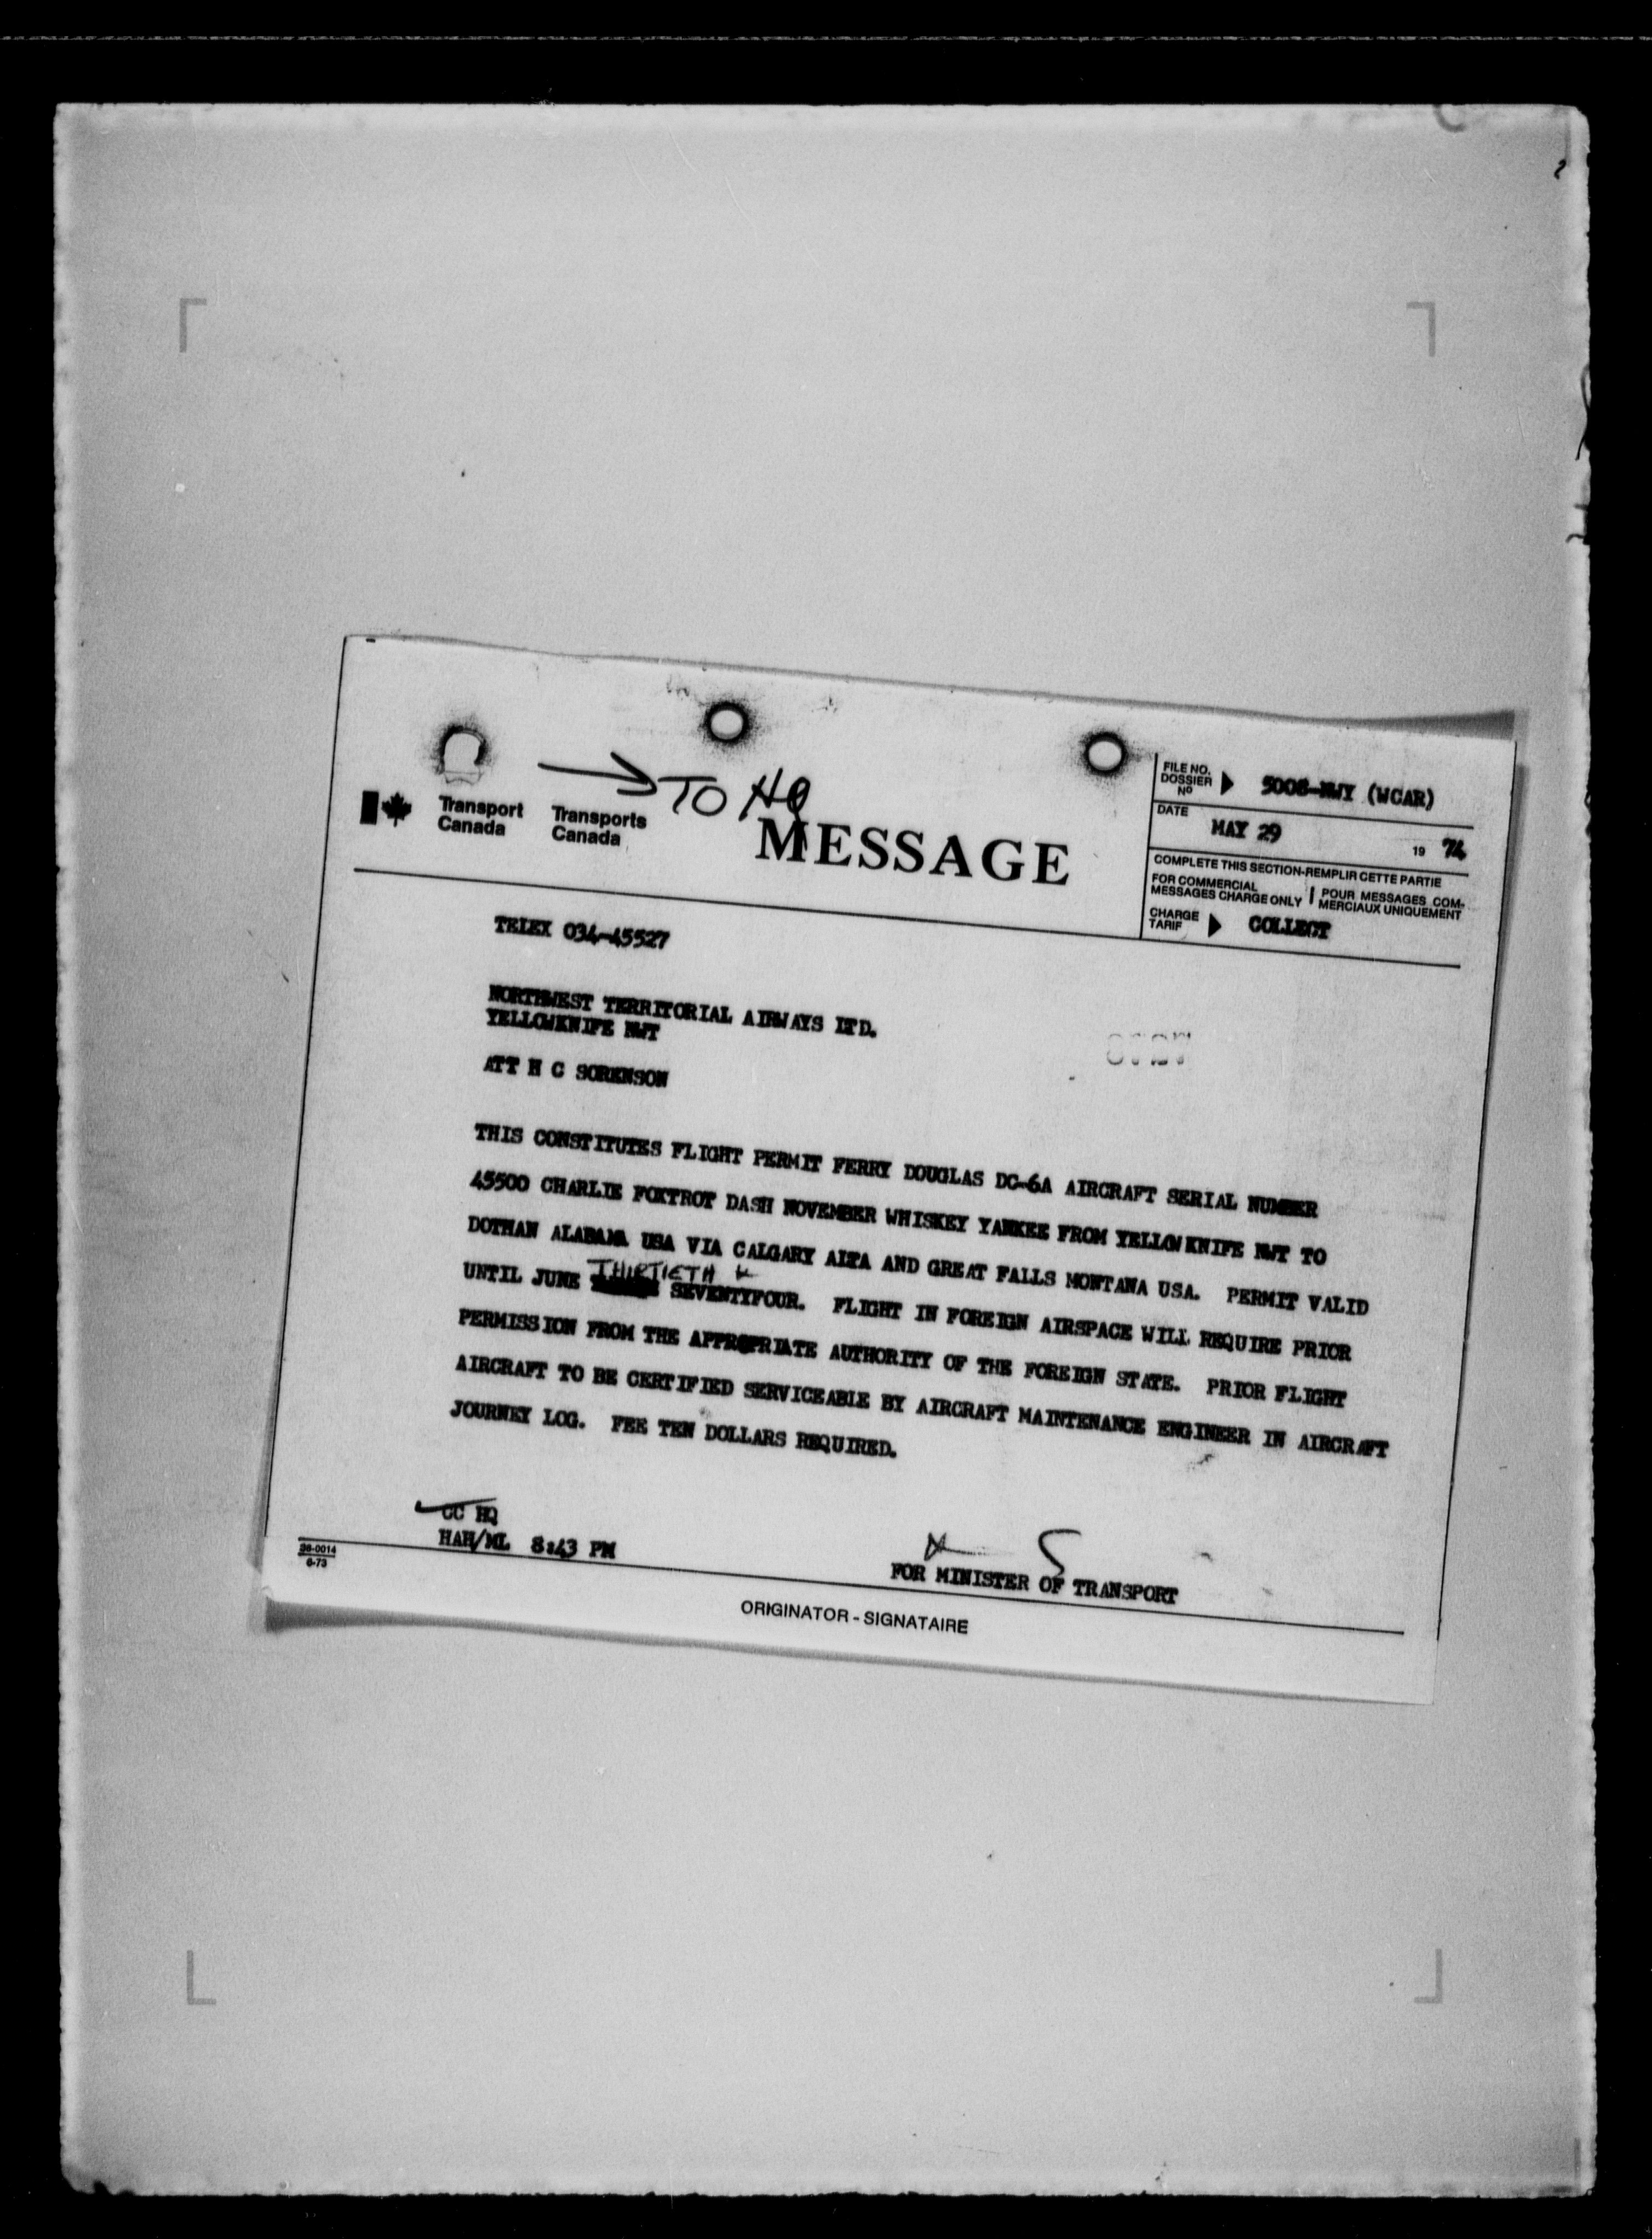 → TO HQ
Transport Canada
Transports Canada
MESSAGE
FILE NO.
DOSSIER
Nº
5008-NWY (WCAR)
DATE
MAY 29
19 74
COMPLETE THIS SECTION-REMPLIR CETTE PARTIE
FOR COMMERCIAL
MESSAGES CHARGE ONLY
POUR MESSAGES COM-
MERCIAUX UNIQUEMENT
CHARGE
TARIF
COLLECT
TELEX 034-45527
NORTHWEST TERRITORIAL AIRWAYS LTD.
YELLOWKNIFE NWT
ATT H C SORENSON
THIS CONSTITUTES FLIGHT PERMIT FERRY DOUGLAS DC-6A AIRCRAFT SERIAL NUMBER
45500 CHARLIE FOXTROT DASH NOVEMBER WHISKEY YANKEE FROM YELLOWKNIFE NWT TO
DOTHAN ALABAMA USA VIA CALGARY ALTA AND GREAT FALLS MONTANA USA. PERMIT VALID
UNTIL JUNE THIRTIETH SEVENTYFOUR. FLIGHT IN FOREIGN AIRSPACE WILL REQUIRE PRIOR
PERMISSION FROM THE APPROPRIATE AUTHORITY OF THE FOREIGN STATE. PRIOR FLIGHT
AIRCRAFT TO BE CERTIFIED SERVICEABLE BY AIRCRAFT MAINTENANCE ENGINEER IN AIRCRAFT
JOURNEY LOG. FEE TEN DOLLARS REQUIRED.
CC HQ
HAH/ML 8:43 PM
FOR MINISTER OF TRANSPORT
36-0014
6-73
ORIGINATOR - SIGNATAIRE